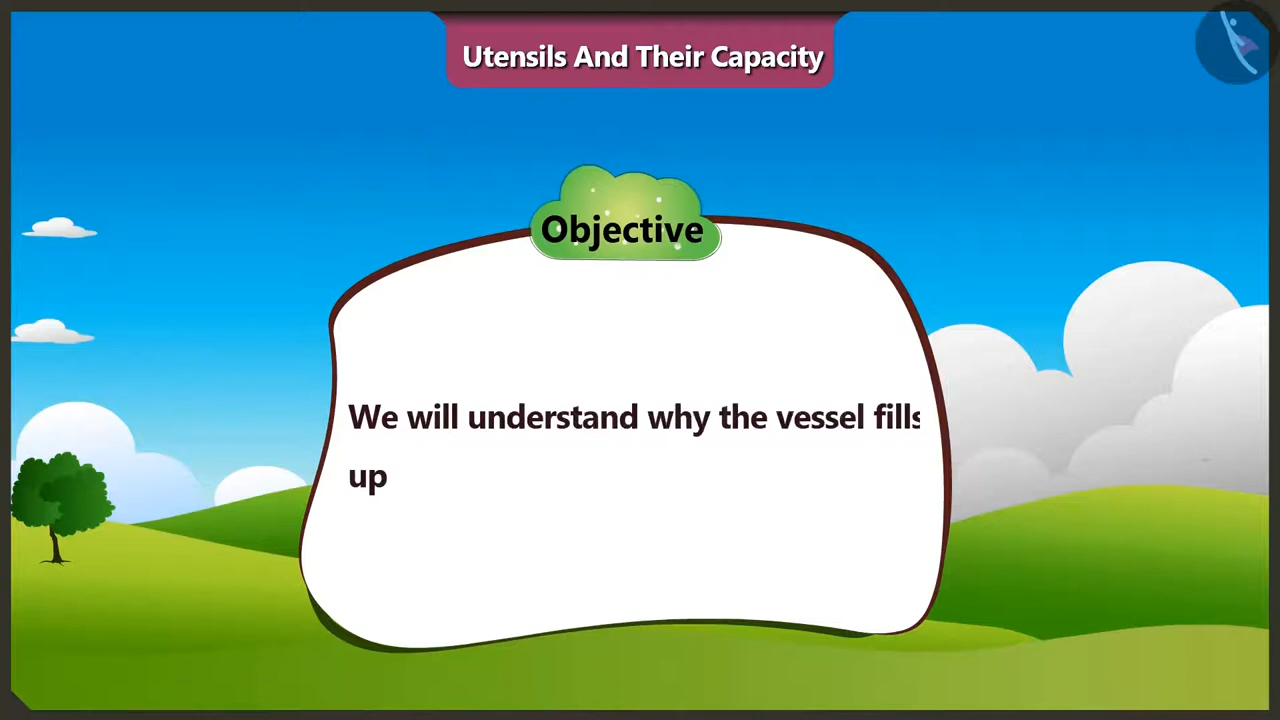 Utensils And Their Capacity
Objective
We will understand why the vessel fills
up